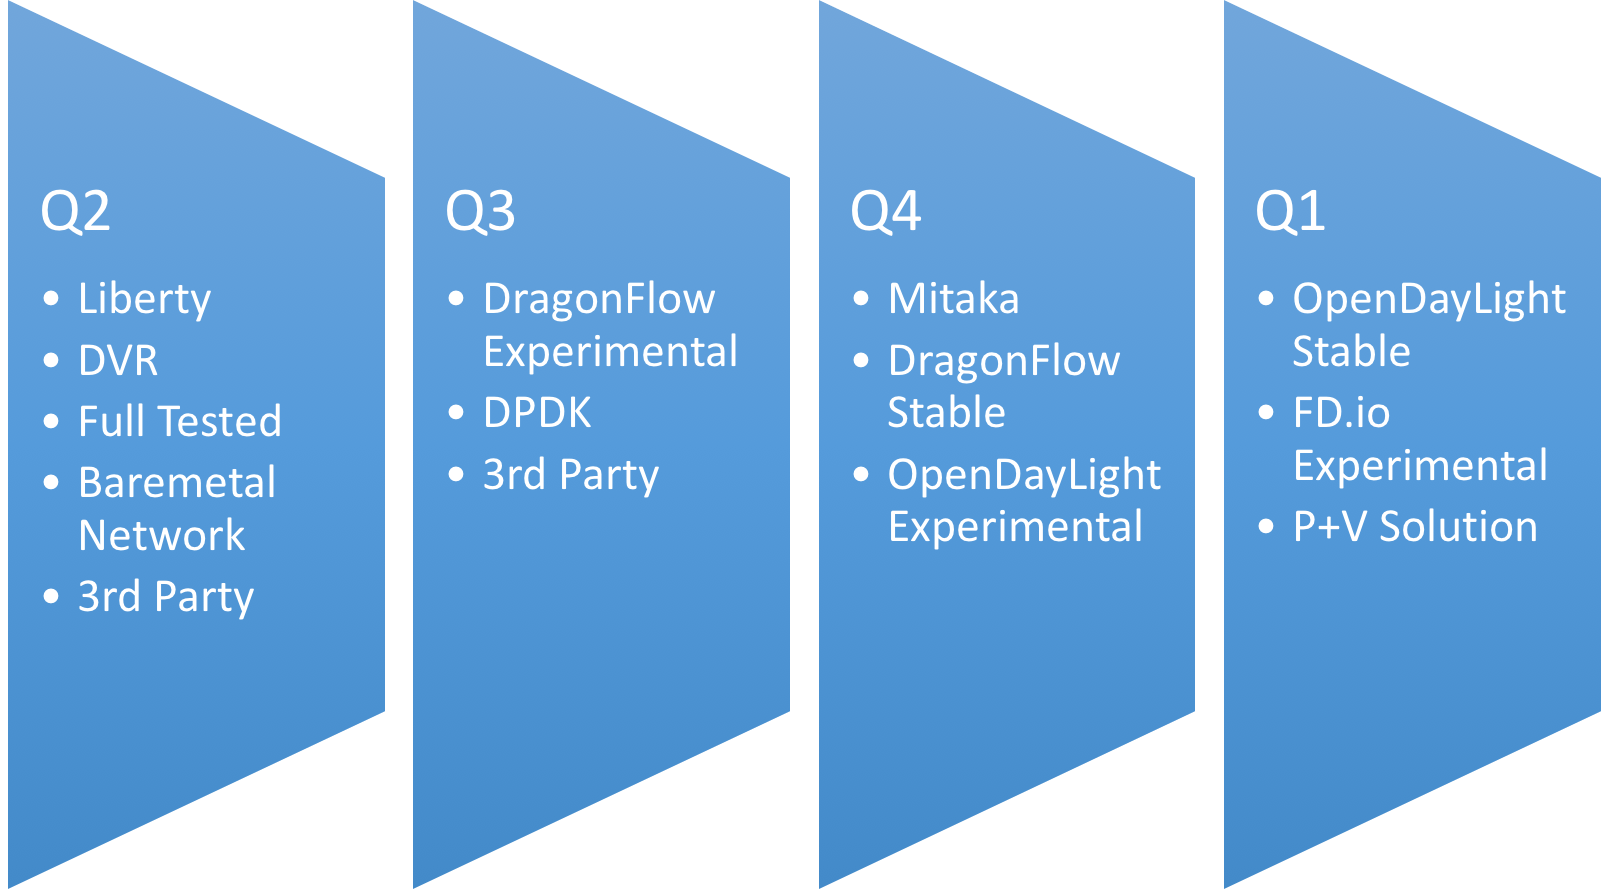 Q2
• Liberty
• DVR
• Full Tested
• Baremetal
Network
• 3rd Party
Q3
• DragonFlow
Experimental
• DPDK
• 3rd Party
Q4
• Mitaka
• DragonFlow
Stable
• OpenDayLight
Experimental
Q1
• OpenDayLight
Stable
• FD.io
Experimental
• P+V Solution